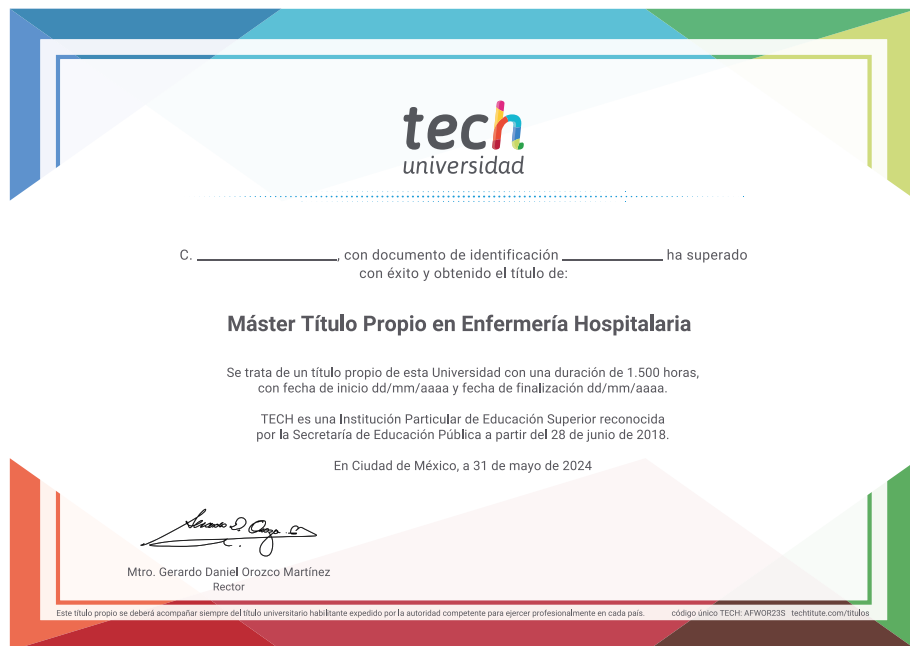 tech
universidad
C. ____________, con documento de identificación ____________ ha superado
con éxito y obtenido el título de:
Máster Título Propio en Enfermería Hospitalaria
Se trata de un título propio de esta Universidad con una duración de 1.500 horas,
con fecha de inicio dd/mm/aaaa y fecha de finalización dd/mm/aaaa.
TECH es una Institución Particular de Educación Superior reconocida
por la Secretaría de Educación Pública a partir del 28 de junio de 2018.
En Ciudad de México, a 31 de mayo de 2024
Mtro. Gerardo Daniel Orozco Martínez
Rector
Este título propio se deberá acompañar siempre del título universitario habilitante expedido por la autoridad competente para ejercer profesionalmente en cada país. código único TECH: AFWOR23S techtitute.com/titulos